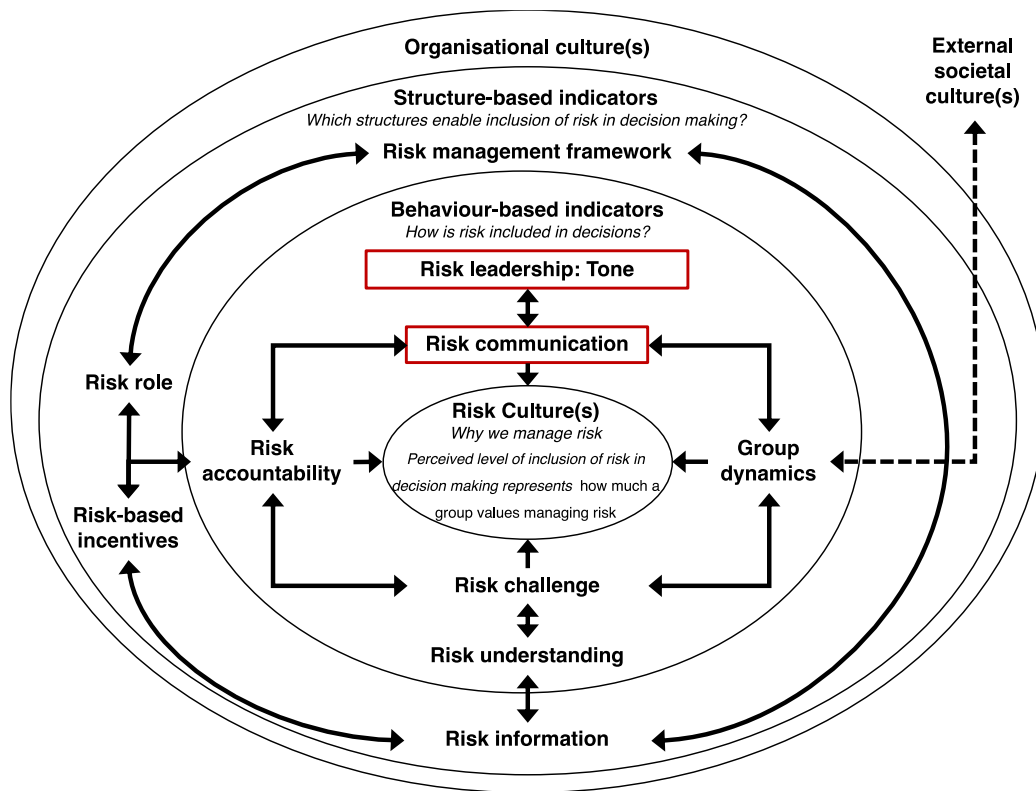 Organisational culture(s)
External
societal
culture(s)
Structure-based indicators
Which structures enable inclusion of risk in decision making?
Risk management framework
Behaviour-based indicators
How is risk included in decisions?
Risk leadership: Tone
Risk communication
Risk role
Risk Culture(s)
Why we manage risk
Perceived level of inclusion of risk in
decision making represents how much a
group values managing risk
Risk
accountability
Group
dynamics
Risk-based
incentives
Risk challenge
Risk understanding
Risk information